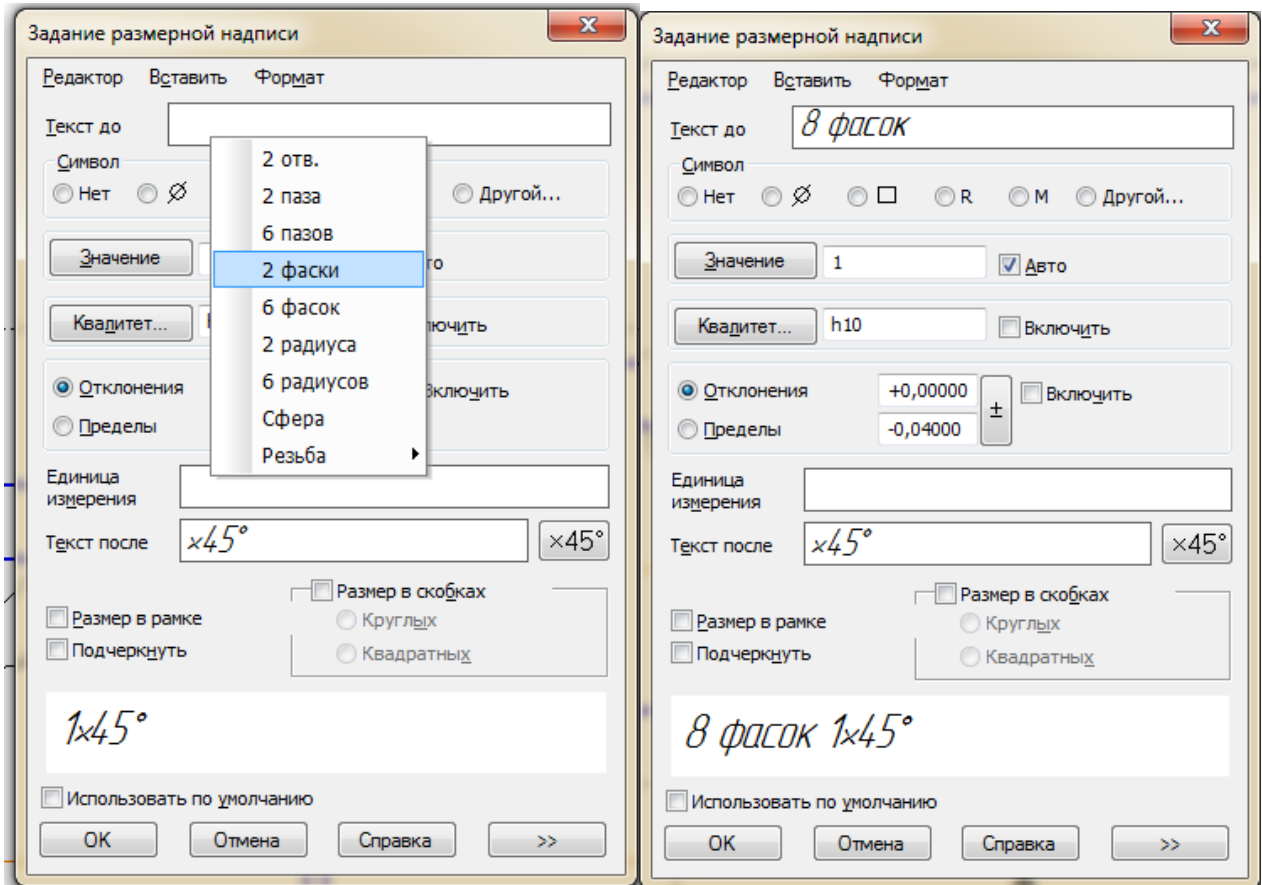 Задание размерной надписи
Редактор Вставить Формат
Текст до
Символ
Нет Ø Другой...
Значение го
Квалитет... лючить
Отклонения Включить
Пределы
2 отв.
2 паза
6 пазов
2 фаски
6 фасок
2 радиуса
6 радиусов
Сфера
Резьба
Единица
измерения
Текст после ×45° ×45°
Размер в скобках
Размер в рамке Круглых
Подчеркнуть Квадратных
1×45°
Использовать по умолчанию
OK Отмена Справка >>
Задание размерной надписи
Редактор Вставить Формат
Текст до 8 фасок
Символ
Нет Ø □ R M Другой...
Значение 1 Авто
Квалитет... h10 Включить
Отклонения +0,00000 ± Включить
Пределы -0,04000
Единица
измерения
Текст после ×45° ×45°
Размер в скобках
Размер в рамке Круглых
Подчеркнуть Квадратных
8 фасок 1×45°
Использовать по умолчанию
OK Отмена Справка >>